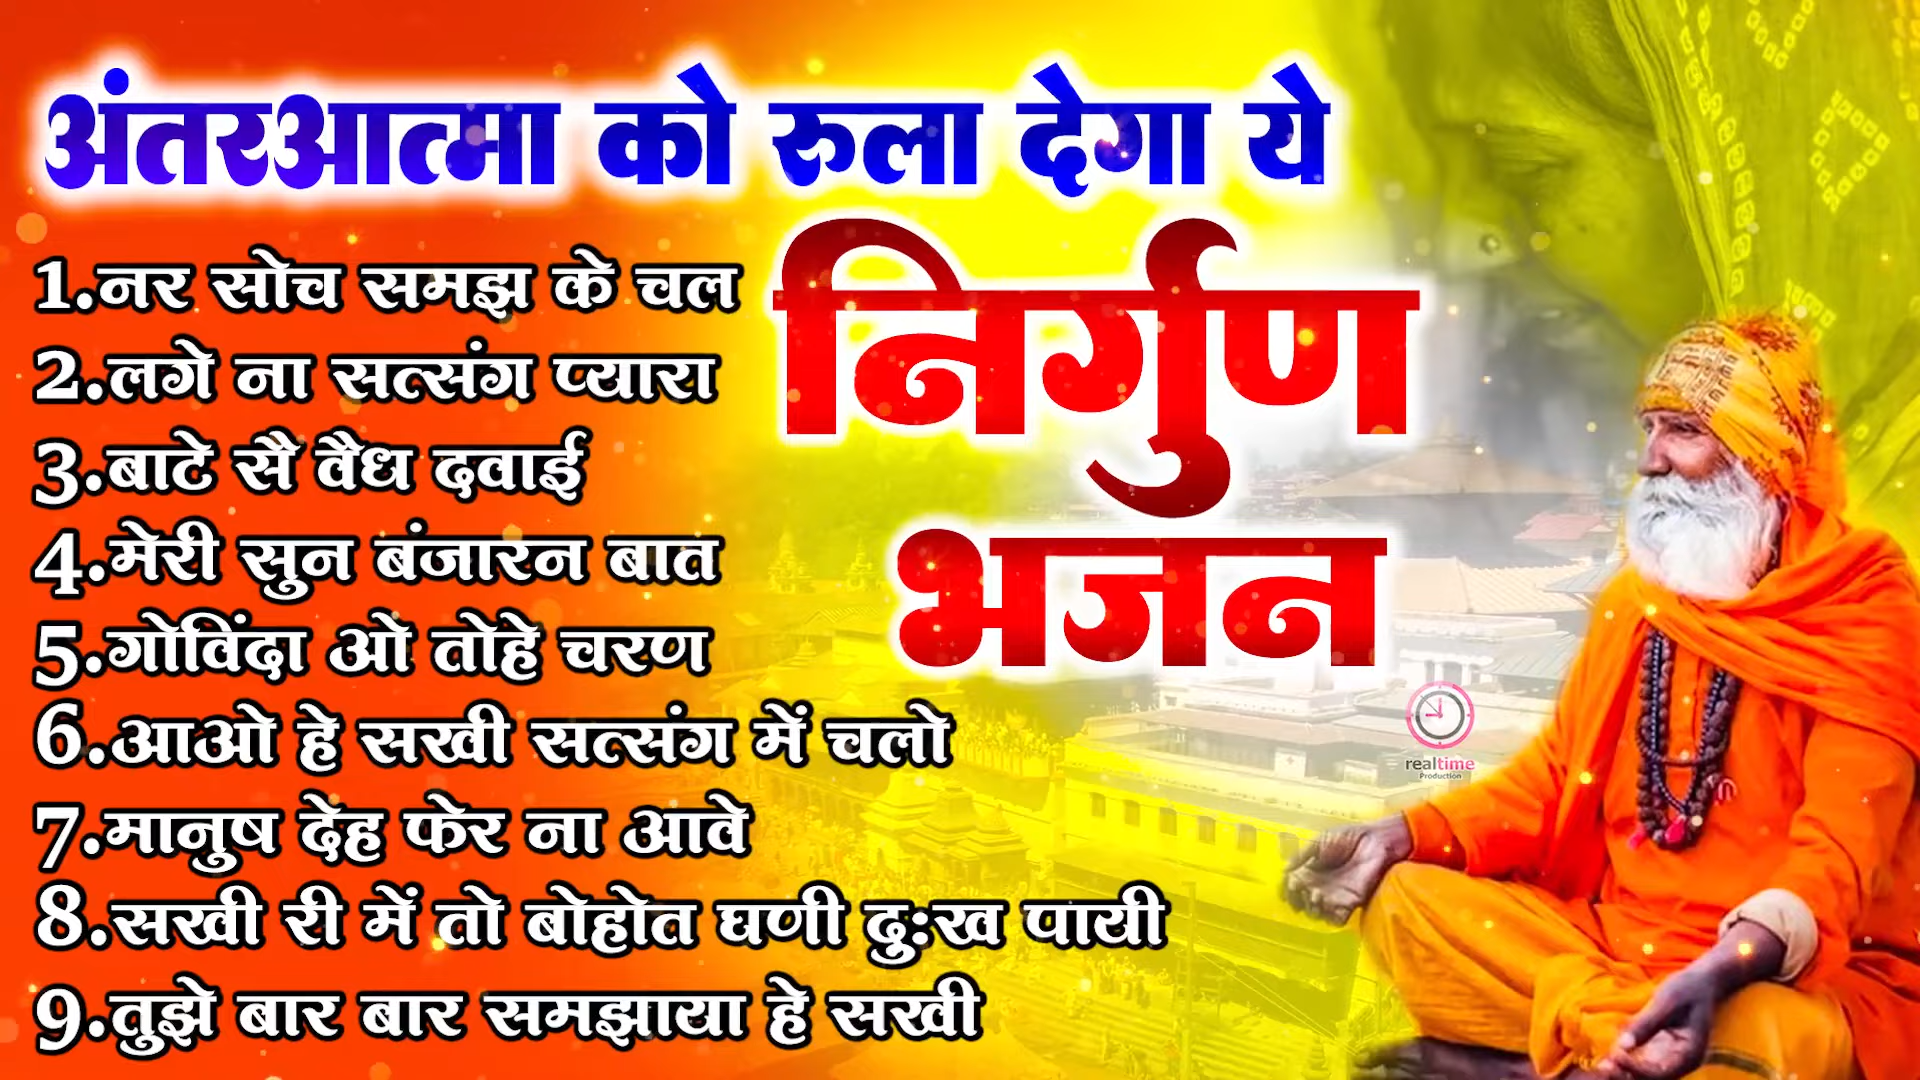 अंतरआत्मा को रुला देगा ये
निर्गुण
भजन
1.नर सोच समझ के चल
2.लगे ना सत्संग प्यारा
3.बाटे सै वैध दवाई
4.मेरी सुन बंजारन बात
5.गोविंदा ओ तोहे चरण
6.आओ हे सखी सत्संग में चलो
7.मानुष देह फेर ना आवे
8.सखी री में तो बोहोत घणी दुःख पायी
9.तुझे बार बार समझाया हे सखी
realtime
Production